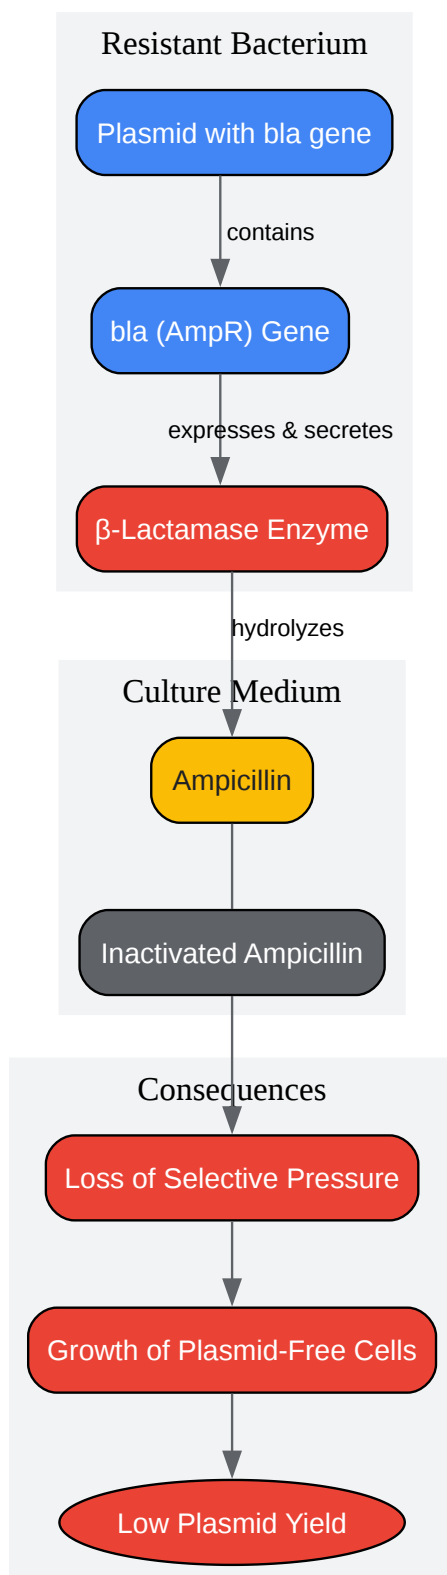 Resistant Bacterium
Plasmid with bla gene
contains
bla (AmpR) Gene
expresses & secretes
β-Lactamase Enzyme
hydrolyzes
Culture Medium
Ampicillin
Inactivated Ampicillin
Consequences
Loss of Selective Pressure
Growth of Plasmid-Free Cells
Low Plasmid Yield